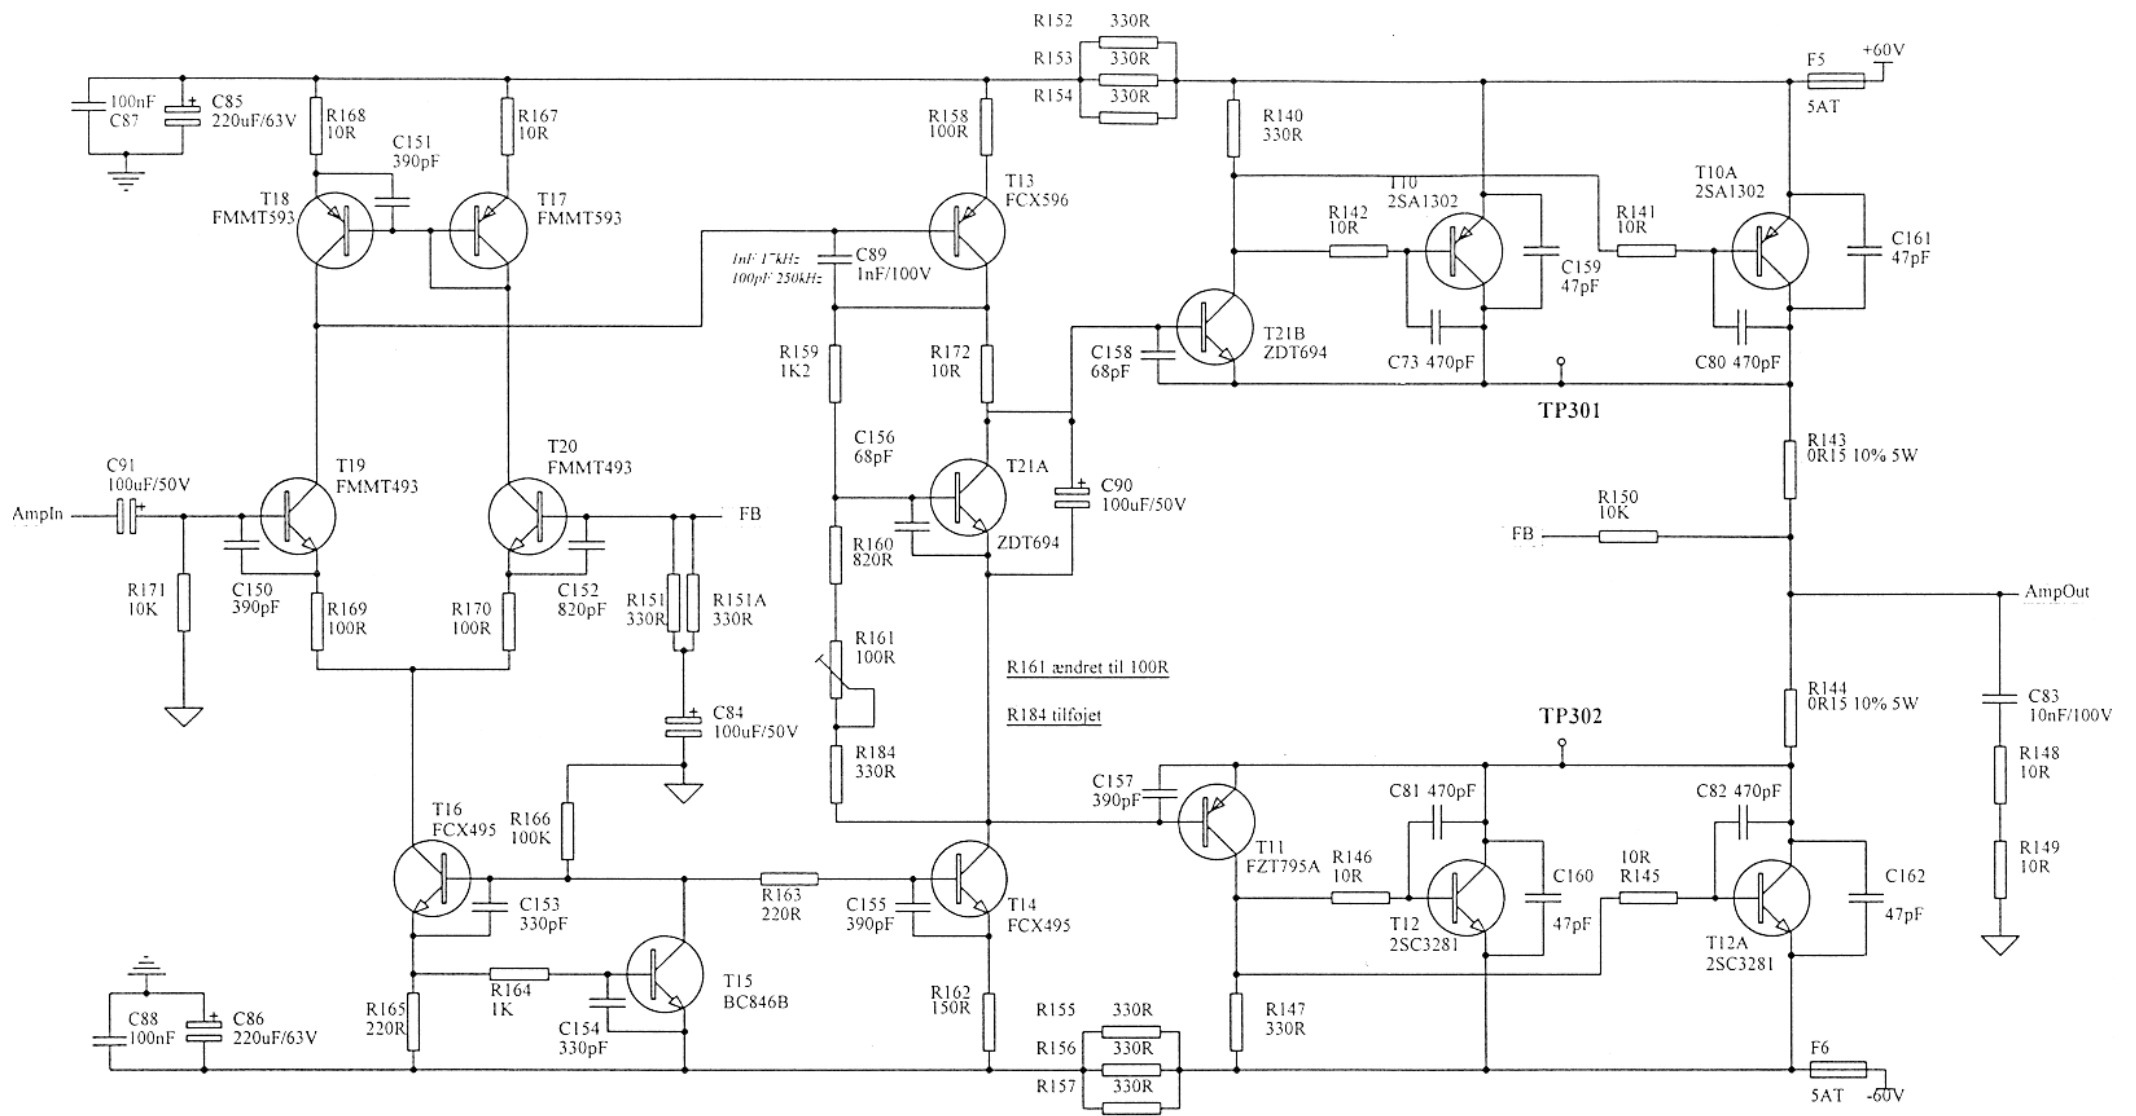 R152 330R
R153 330R
R154 330R
F5
+60V
5AT
100nF
C87
C85
220uF/63V
R168
10R
C151
390pF
R167
10R
R158
100R
R140
330R
T18
FMMT593
T17
FMMT593
T13
FCX596
T10
2SA1302
T10A
2SA1302
R142
10R
R141
10R
1nF 17kHz
100pF 250kHz
C89
1nF/100V
C159
47pF
C161
47pF
T21B
ZDT694
R159
1K2
R172
10R
C158
68pF
C73 470pF
C80 470pF
TP301
C156
68pF
T21A
R143
0R15 10% 5W
C91
100uF/50V
T19
FMMT493
T20
FMMT493
AmpIn
FB
C90
100uF/50V
R150
10K
FB
R160
820R
ZDT694
R171
10K
C150
390pF
R169
100R
R170
100R
C152
820pF
R151
330R
R151A
330R
AmpOut
R161
100R
R161 ændret til 100R
R184 tilføjet
C84
100uF/50V
R184
330R
R144
0R15 10% 5W
TP302
C83
10nF/100V
R148
10R
C157
390pF
C81 470pF
C82 470pF
T16
FCX495
R166
100K
T11
FZT795A
R146
10R
10R
R145
R149
10R
C153
330pF
R163
220R
C155
390pF
T14
FCX495
T12
2SC3281
C160
47pF
T12A
2SC3281
C162
47pF
R164
1K
T15
BC846B
R165
220R
C154
330pF
R162
150R
R147
330R
C88
100nF
C86
220uF/63V
R155 330R
R156 330R
R157 330R
F6
5AT
-60V